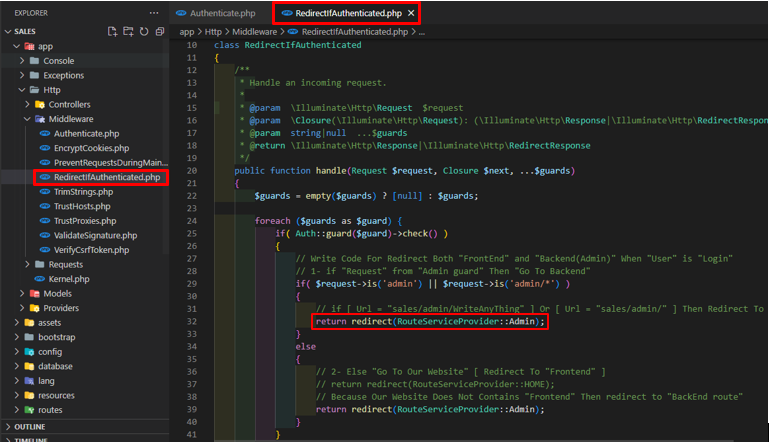 EXPLORER
SALES
app
Console
Exceptions
Http
Controllers
Middleware
Authenticate.php
EncryptCookies.php
PreventRequestsDuringMain...
RedirectIfAuthenticated.php
TrimStrings.php
TrustHosts.php
TrustProxies.php
ValidateSignature.php
VerifyCsrfToken.php
Requests
Kernel.php
Models
Providers
assets
bootstrap
config
database
lang
resources
routes
OUTLINE
TIMELINE
Authenticate.php
RedirectIfAuthenticated.php
app > Http > Middleware > RedirectIfAuthenticated.php > ...
10 class RedirectIfAuthenticated
11 {
12 /**
13 * Handle an incoming request.
14 *
15 * @param \Illuminate\Http\Request $request
16 * @param \Closure(\Illuminate\Http\Request): (\Illuminate\Http\Response|\Illuminate\Http\RedirectRespon
17 * @param string|null ...$guards
18 * @return \Illuminate\Http\Response|\Illuminate\Http\RedirectResponse
19 */
20 public function handle(Request $request, Closure $next, ...$guards)
21 {
22 $guards = empty($guards) ? [null] : $guards;
23
24 foreach ($guards as $guard) {
25 if( Auth::guard($guard)->check() )
26 {
27 // Write Code For Redirect Both "FrontEnd" and "Backend(Admin)" When "User" is "Login"
28 // 1- if "Request" from "Admin guard" Then "Go To Backend"
29 if( $request->is('admin') || $request->is('admin/*') )
30 {
31 // if [ Url = "sales/admin/WriteAnyThing" ] Or [ Url = "sales/admin/" ] Then Redirect To
32 return redirect(RouteServiceProvider::Admin);
33 }
34 else
35 {
36 // 2- Else "Go To Our Website" [ Redirect To "Frontend" ]
37 // return redirect(RouteServiceProvider::HOME);
38 // Because Our Website Does Not Contains "Frontend" Then redirect to "BackEnd route"
39 return redirect(RouteServiceProvider::Admin);
40 }
41 }